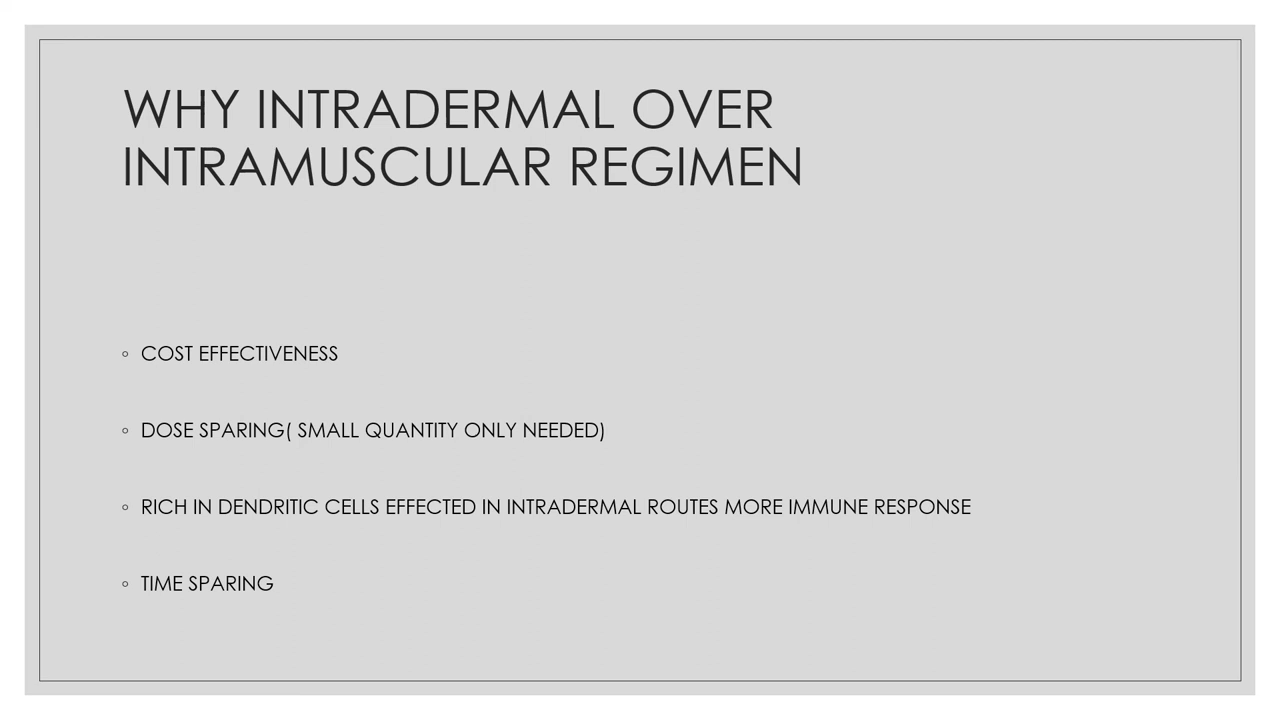 WHY INTRADERMAL OVER
INTRAMUSCULAR REGIMEN
◦ COST EFFECTIVENESS
◦ DOSE SPARING( SMALL QUANTITY ONLY NEEDED)
◦ RICH IN DENDRITIC CELLS EFFECTED IN INTRADERMAL ROUTES MORE IMMUNE RESPONSE
◦ TIME SPARING